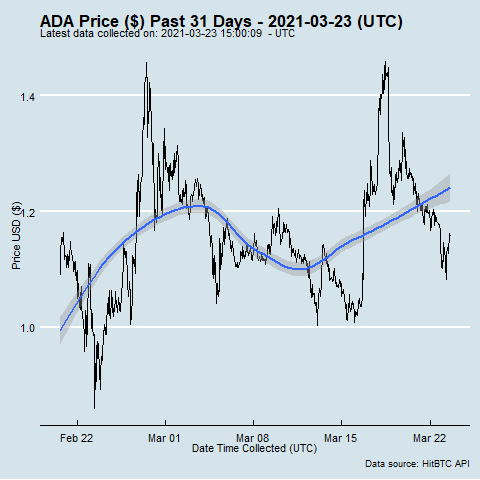 ADA Price ($) Past 31 Days - 2021-03-23 (UTC)
Latest data collected on: 2021-03-23 15:00:09  - UTC
1.4
1.2
1.0
Price USD ($)
Feb 22
Mar 01
Mar 08
Mar 15
Mar 22
Date Time Collected (UTC)
Data source: HitBTC API